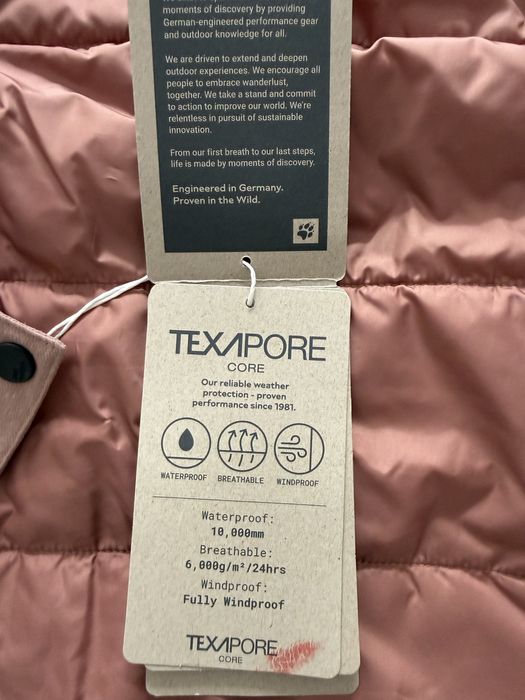 moments of discovery by providing
German-engineered performance gear
and outdoor knowledge for all.
We are driven to extend and deepen
outdoor experiences. We encourage all
people to embrace wanderlust,
together. We take a stand and commit
to action to improve our world. We're
relentless in pursuit of sustainable
innovation.
From our first breath to our last steps,
life is made by moments of discovery.
Engineered in Germany.
Proven in the Wild.
TEXAPORE
CORE
Our reliable weather
protection - proven
performance since 1981.
WATERPROOF BREATHABLE WINDPROOF
Waterproof:
10,000mm
Breathable:
6,000g/m²/24hrs
Windproof:
Fully Windproof
TEXAPORE
CORE